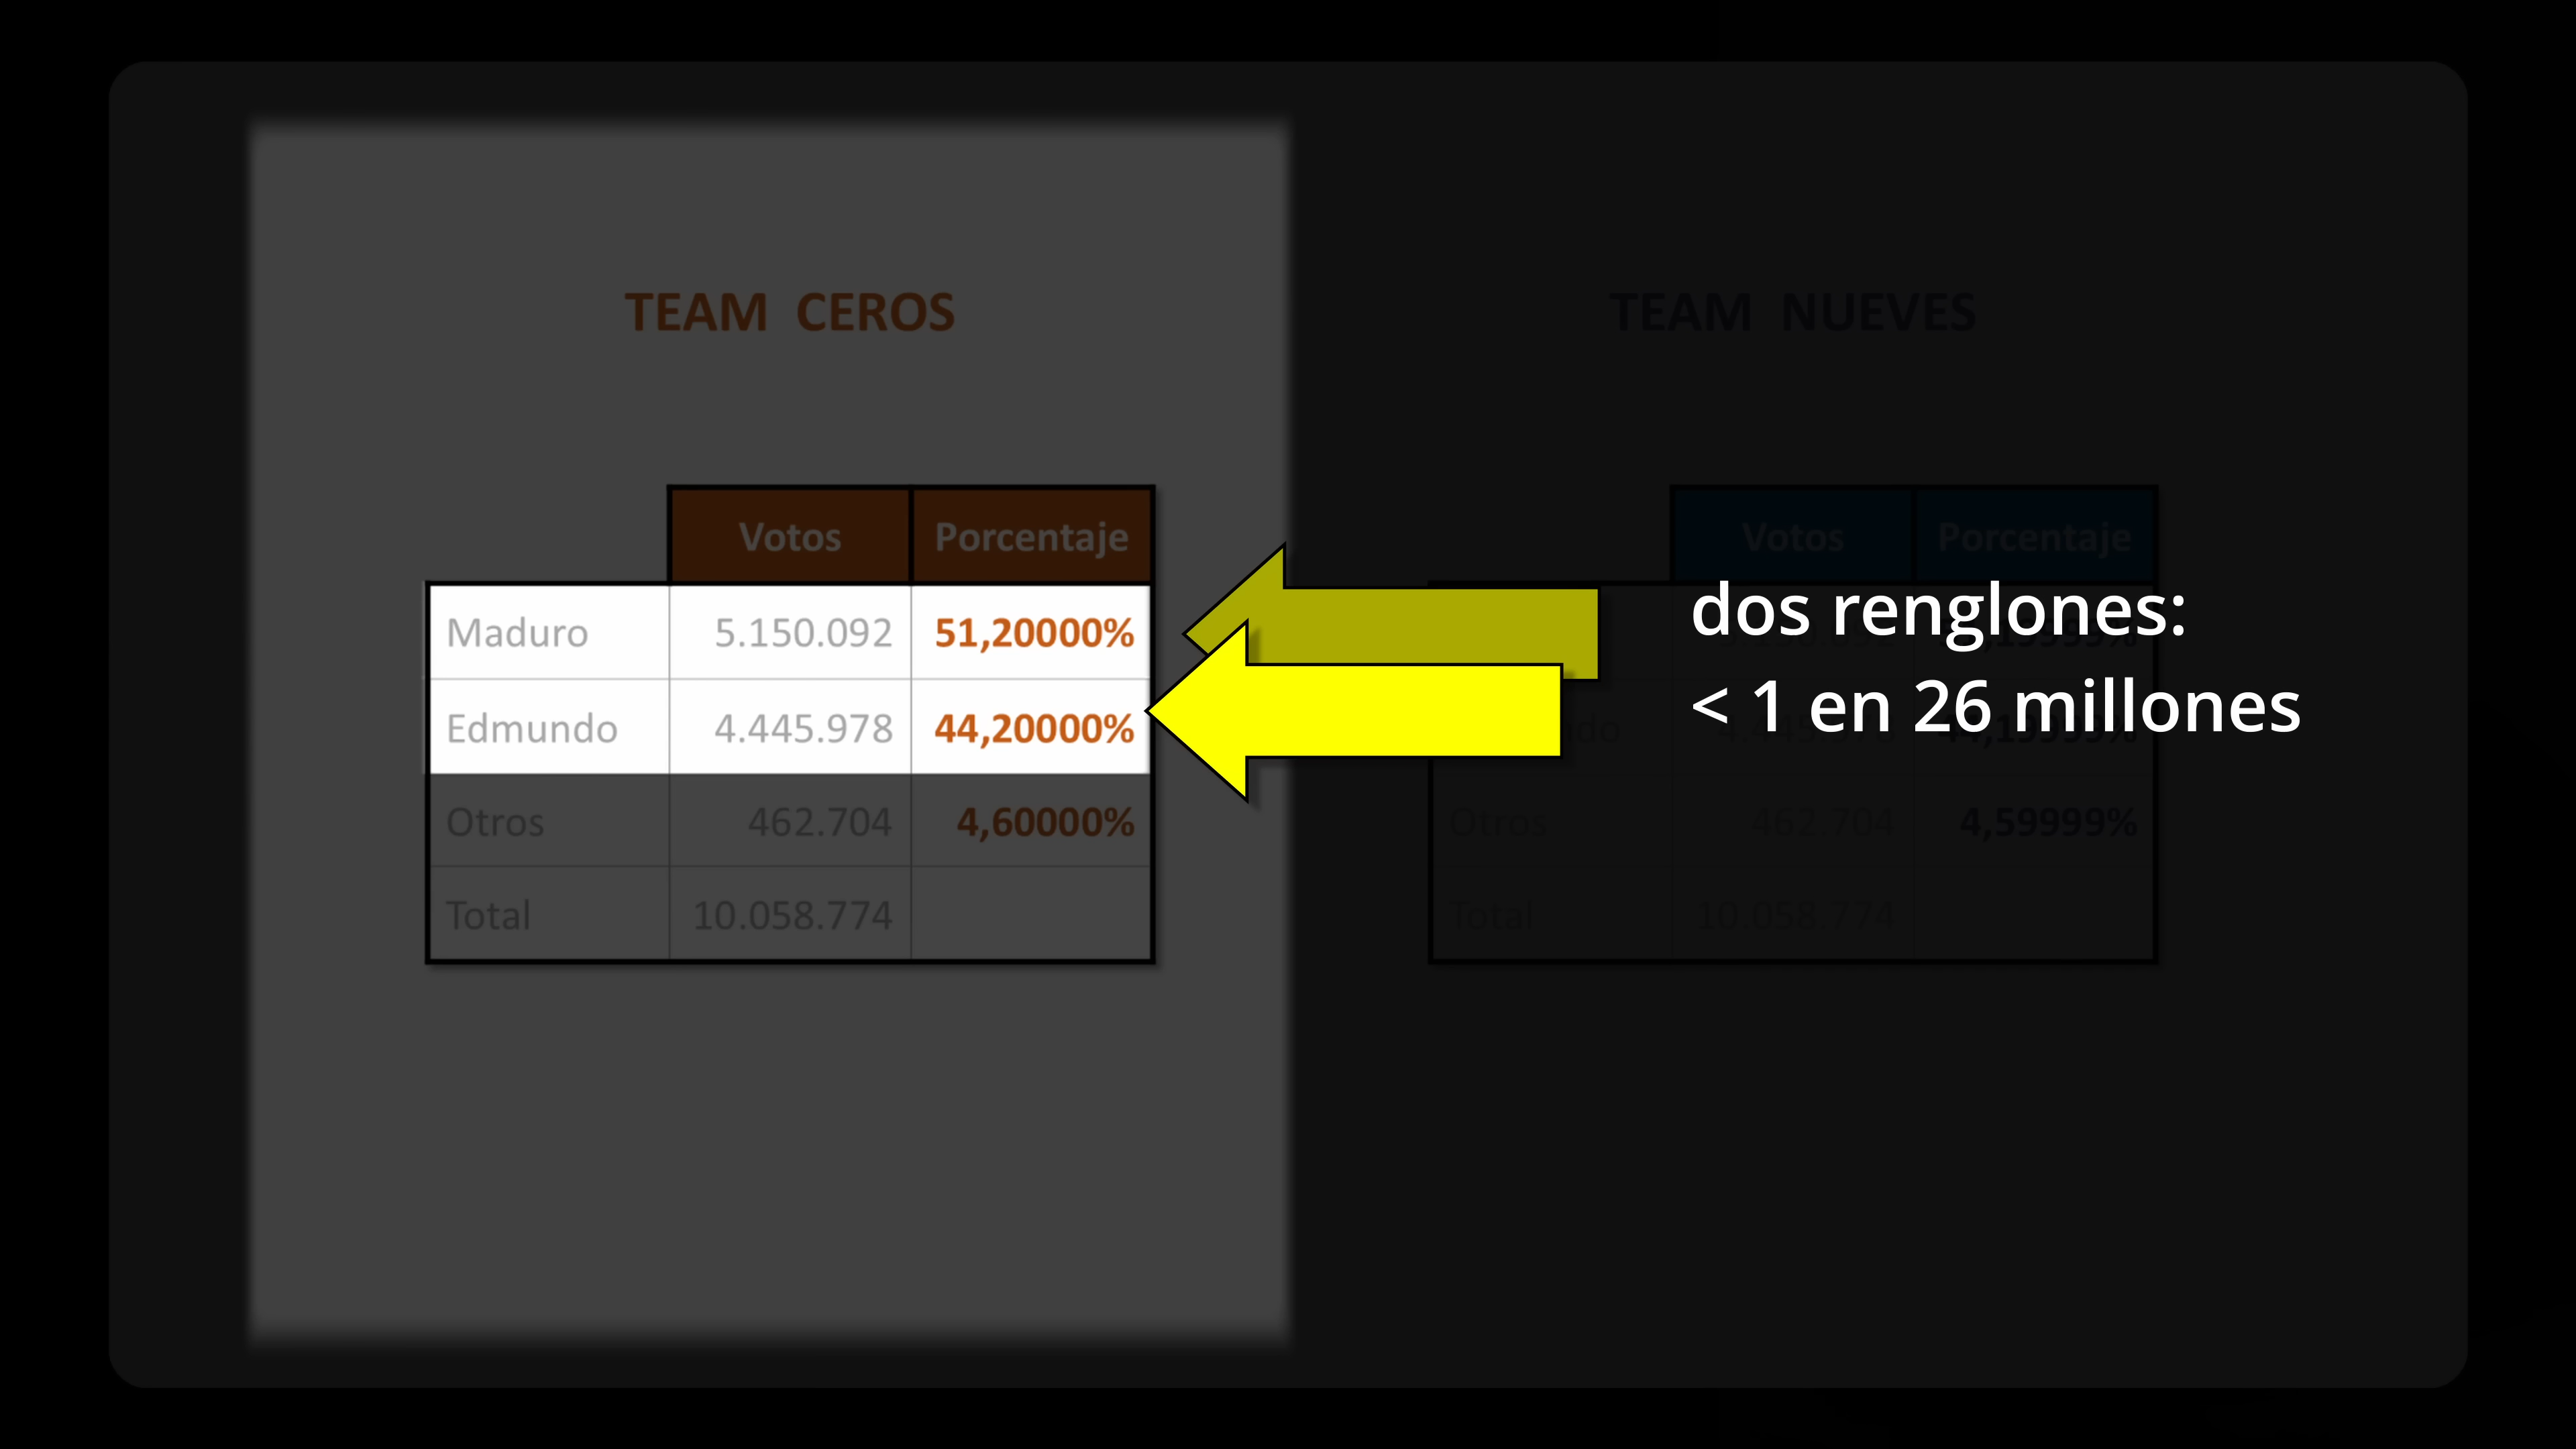 TEAM CEROS
Votos Porcentaje
Maduro 5.150.092 51,20000%
Edmundo 4.445.978 44,20000%
Otros 462.704 4,60000%
Total 10.058.774
TEAM NUEVES
Votos Porcentaje
Otros 462.704 4,59999%
Total 10.058.774
dos renglones:
< 1 en 26 millones